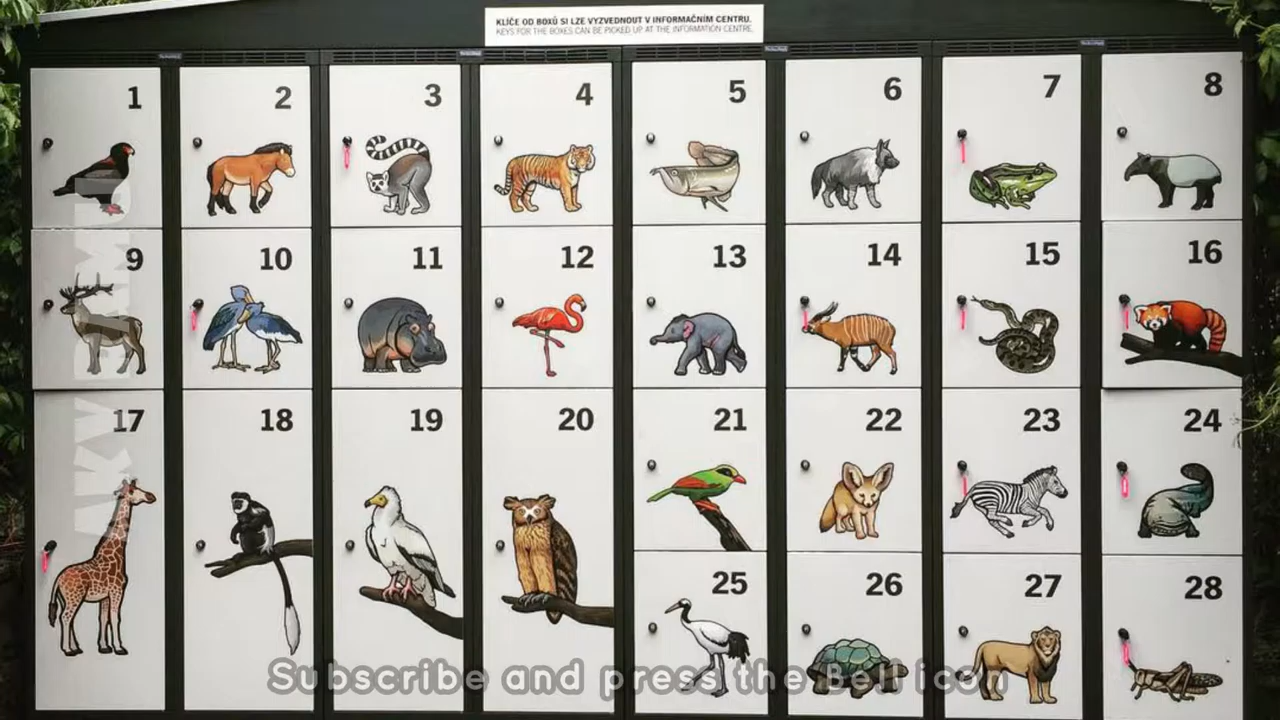 KLÍČE OD BOXŮ SI LZE VYZVEDNOUT V INFORMAČNÍM CENTRU.
KEYS FOR THE BOXES CAN BE PICKED UP AT THE INFORMATION CENTRE.
1 2 3 4 5 6 7 8
9 10 11 12 13 14 15 16
17 18 19 20 21 22 23 24
25 26 27 28
Subscribe and press the Bell icon